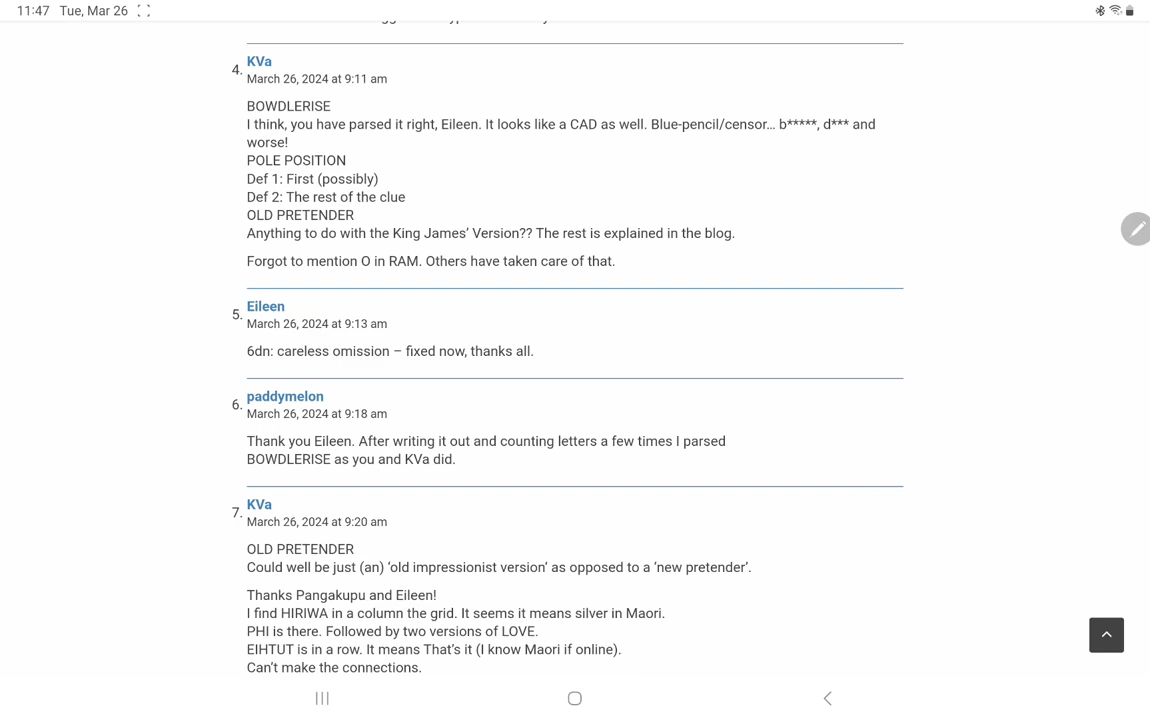 11:47 Tue, Mar 26
4. KVa
March 26, 2024 at 9:11 am
BOWDLERISE
I think, you have parsed it right, Eileen. It looks like a CAD as well. Blue-pencil/censor... b*****, d*** and
worse!
POLE POSITION
Def 1: First (possibly)
Def 2: The rest of the clue
OLD PRETENDER
Anything to do with the King James’ Version?? The rest is explained in the blog.
Forgot to mention O in RAM. Others have taken care of that.
5. Eileen
March 26, 2024 at 9:13 am
6dn: careless omission – fixed now, thanks all.
6. paddymelon
March 26, 2024 at 9:18 am
Thank you Eileen. After writing it out and counting letters a few times I parsed
BOWDLERISE as you and KVa did.
7. KVa
March 26, 2024 at 9:20 am
OLD PRETENDER
Could well be just (an) ‘old impressionist version’ as opposed to a ‘new pretender’.
Thanks Pangakupu and Eileen!
I find HIRIWA in a column the grid. It seems it means silver in Maori.
PHI is there. Followed by two versions of LOVE.
EIHTUT is in a row. It means That’s it (I know Maori if online).
Can’t make the connections.